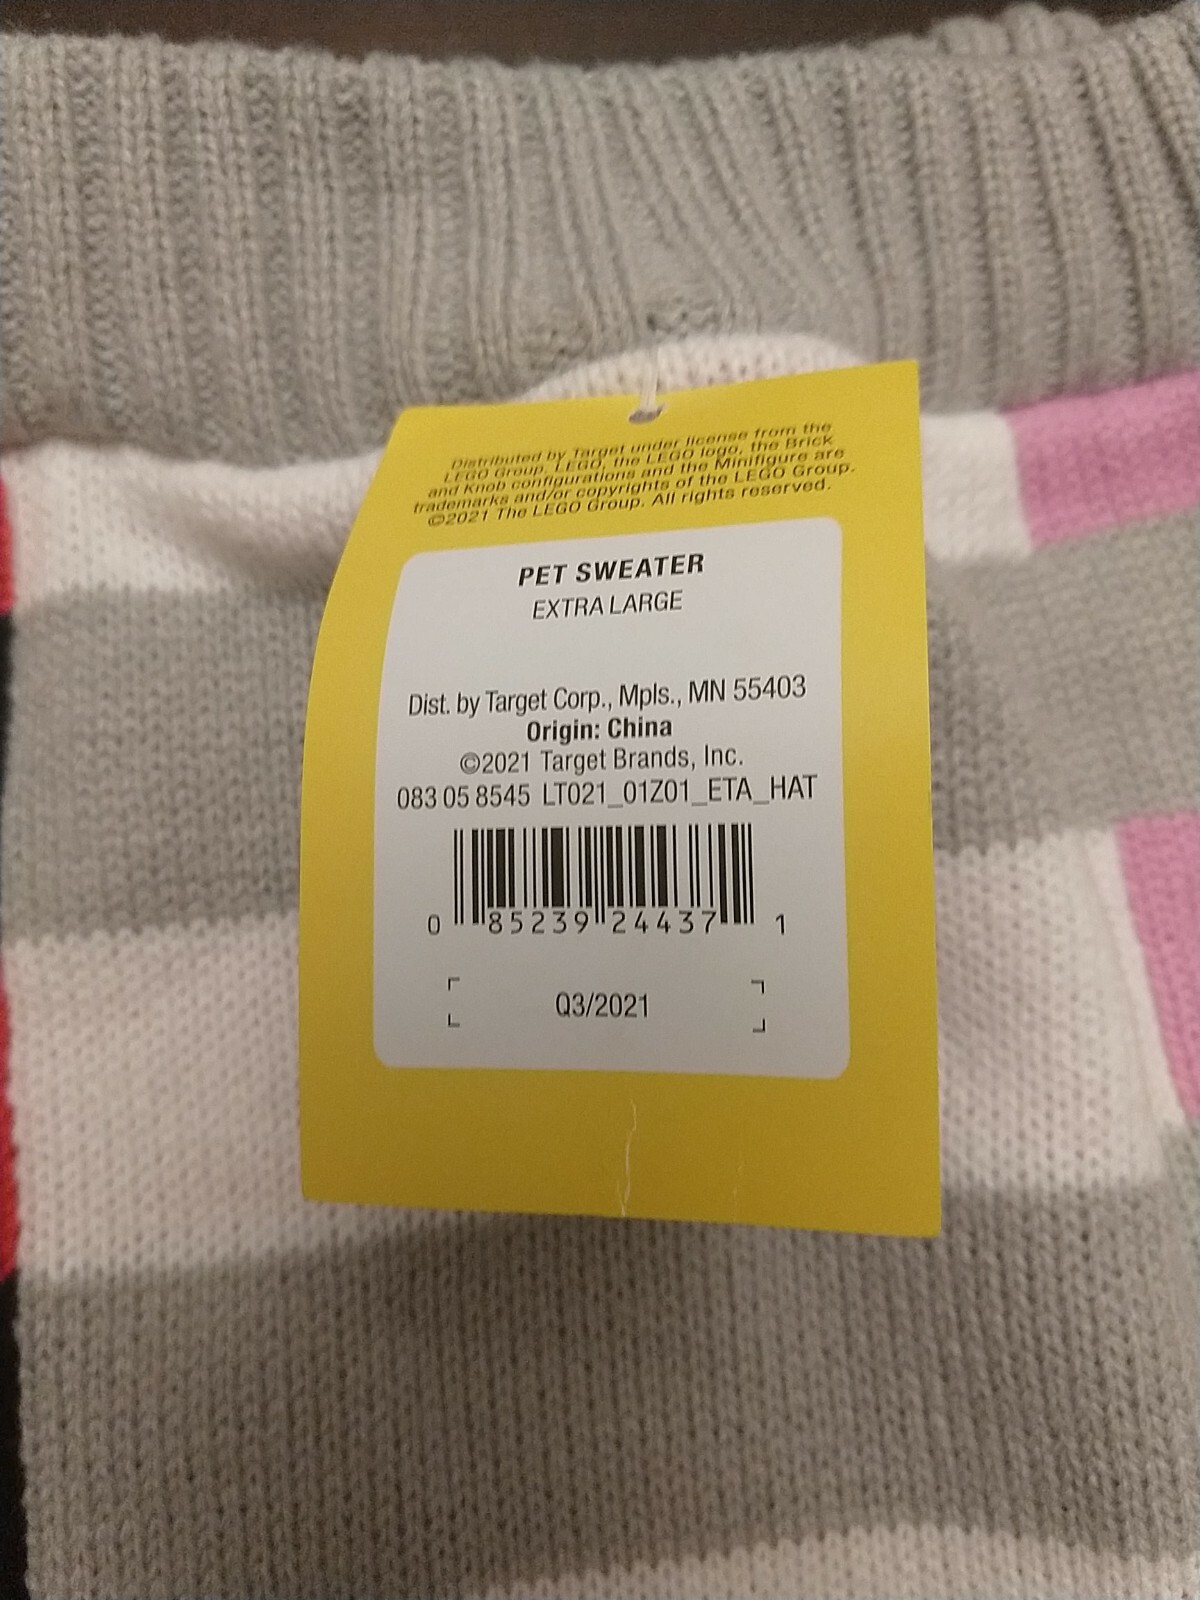 Distributed by Target under license from the
LEGO Group. LEGO, the LEGO logo, the Brick
and Knob configurations and the Minifigure are
trademarks and/or copyrights of the LEGO Group.
©2021 The LEGO Group. All rights reserved.
PET SWEATER
EXTRA LARGE
Dist. by Target Corp., Mpls., MN 55403
Origin: China
©2021 Target Brands, Inc.
083 05 8545 LT021_01Z01_ETA_HAT
0 85239 24437 1
Q3/2021